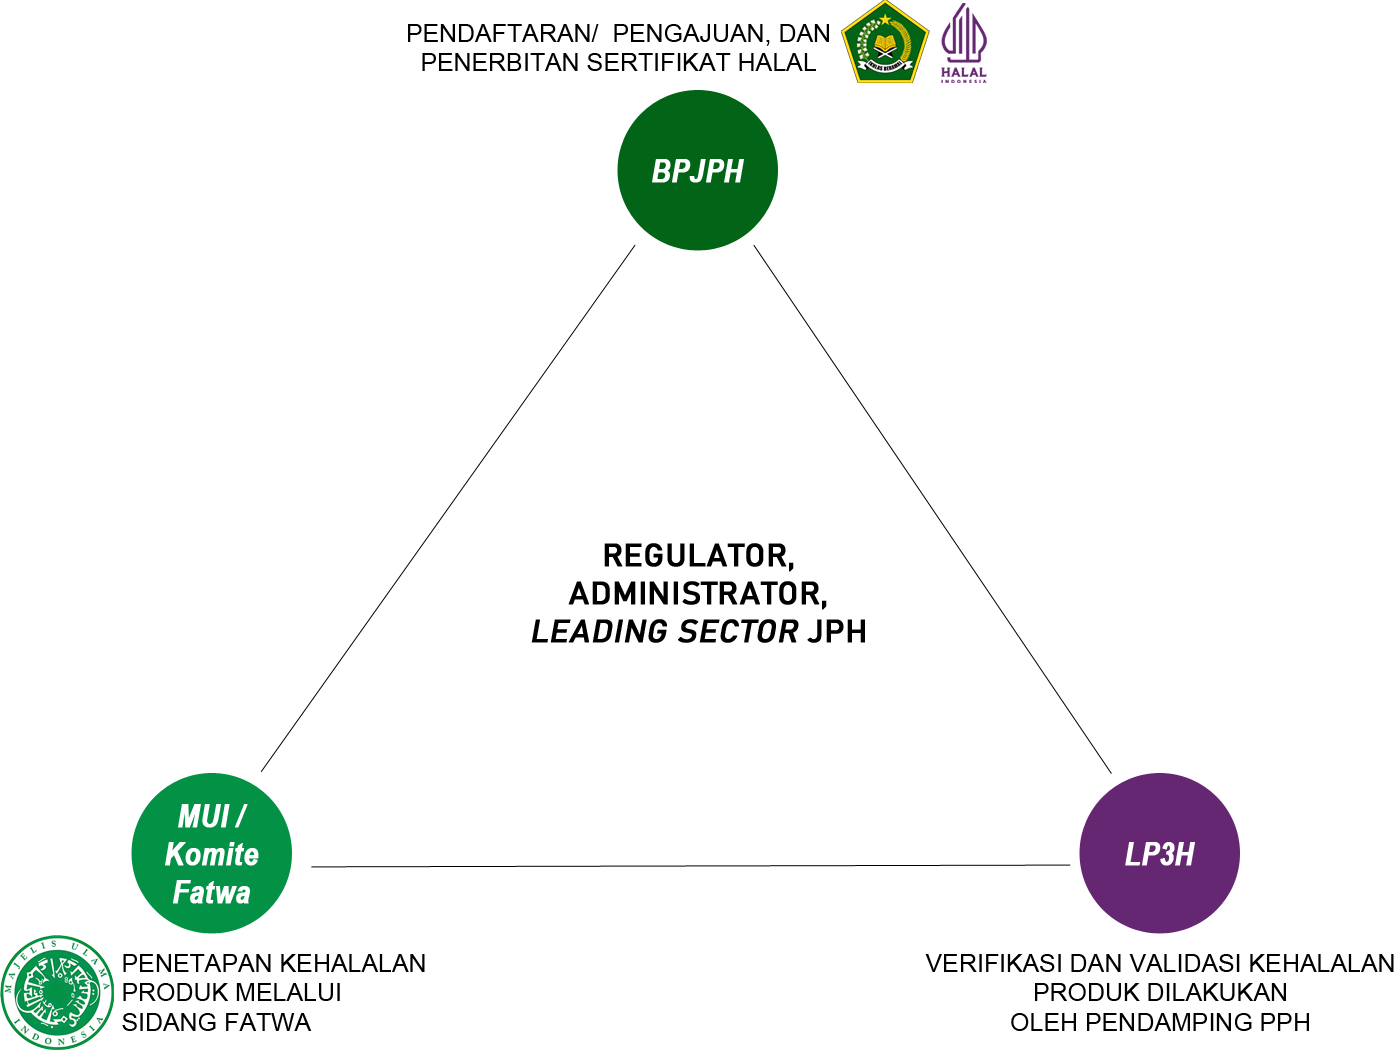 PENDAFTARAN/  PENGAJUAN, DAN
PENERBITAN SERTIFIKAT HALAL
IKHLAS BERAMAL
HALAL
INDONESIA
BPJPH
REGULATOR,
ADMINISTRATOR,
LEADING SECTOR JPH
MUI /
Komite
Fatwa
LP3H
MAJELIS ULAMA
INDONESIA
PENETAPAN KEHALALAN
PRODUK MELALUI
SIDANG FATWA
VERIFIKASI DAN VALIDASI KEHALALAN
PRODUK DILAKUKAN
OLEH PENDAMPING PPH